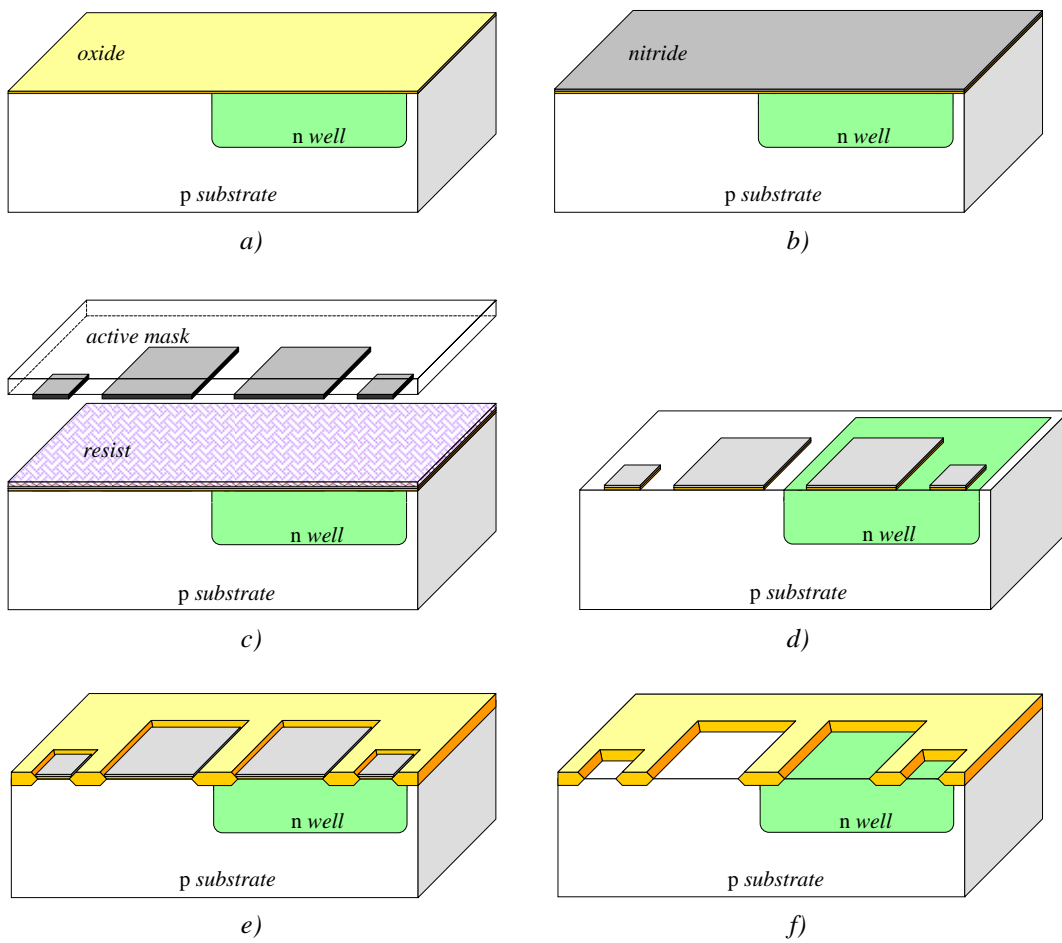 oxide
n well
p substrate
a)
nitride
n well
p substrate
b)
active mask
resist
n well
p substrate
c)
n well
p substrate
d)
n well
p substrate
e)
n well
p substrate
f)